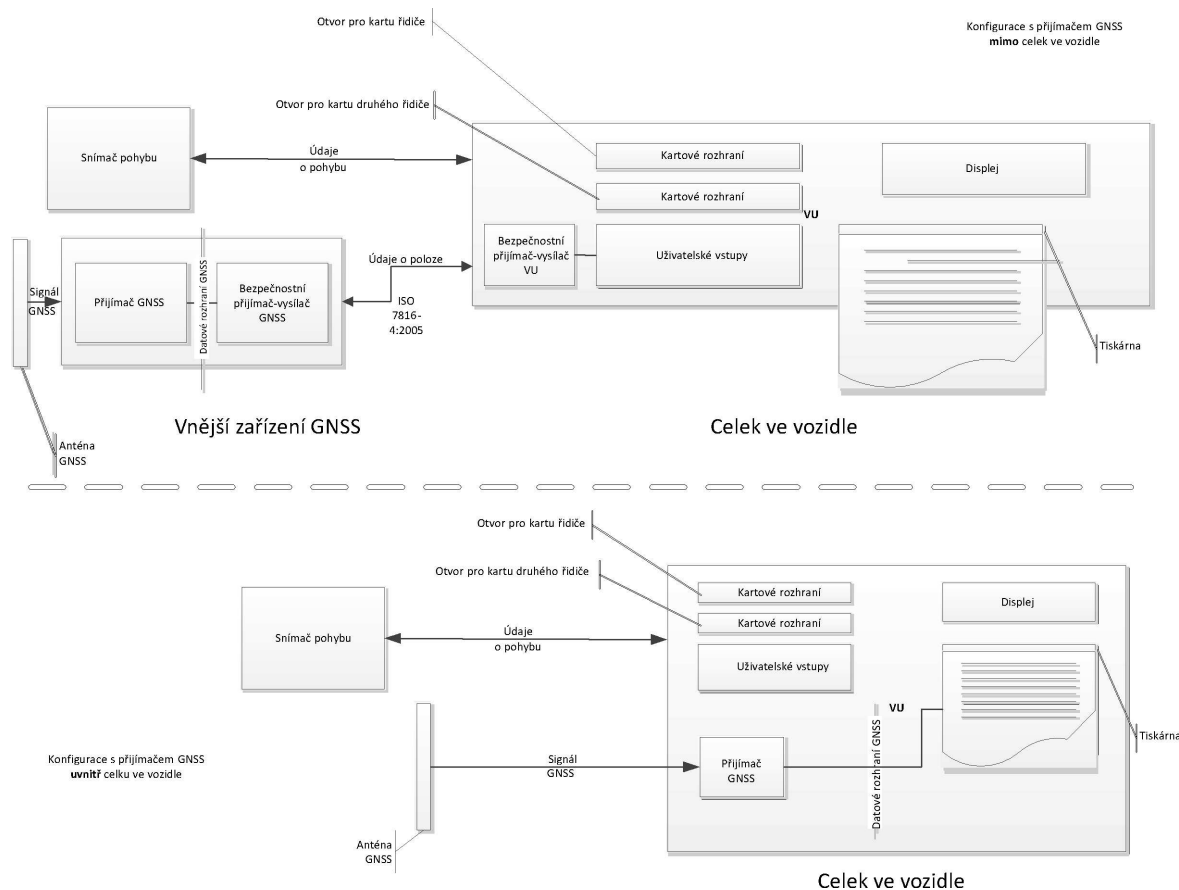 Otvor pro kartu řidiče
Konfigurace s přijímačem GNSS
mimo celek ve vozidle
Otvor pro kartu druhého řidiče
Snímač pohybu
Údaje
o pohybu
Kartové rozhraní
Displej
Kartové rozhraní
VU
Bezpečnostní
přijímač-vysílač
VU
Uživatelské vstupy
Údaje o poloze
Signál
GNSS
Přijímač GNSS
Datové rozhraní GNSS
Bezpečnostní
přijímač-vysílač
GNSS
ISO
7816-
4:2005
Tiskárna
Vnější zařízení GNSS
Celek ve vozidle
Anténa
GNSS
Otvor pro kartu řidiče
Otvor pro kartu druhého řidiče
Kartové rozhraní
Displej
Kartové rozhraní
Snímač pohybu
Údaje
o pohybu
Uživatelské vstupy
VU
Tiskárna
Konfigurace s přijímačem GNSS
uvnitř celku ve vozidle
Signál
GNSS
Přijímač
GNSS
Datové rozhraní GNSS
Anténa
GNSS
Celek ve vozidle